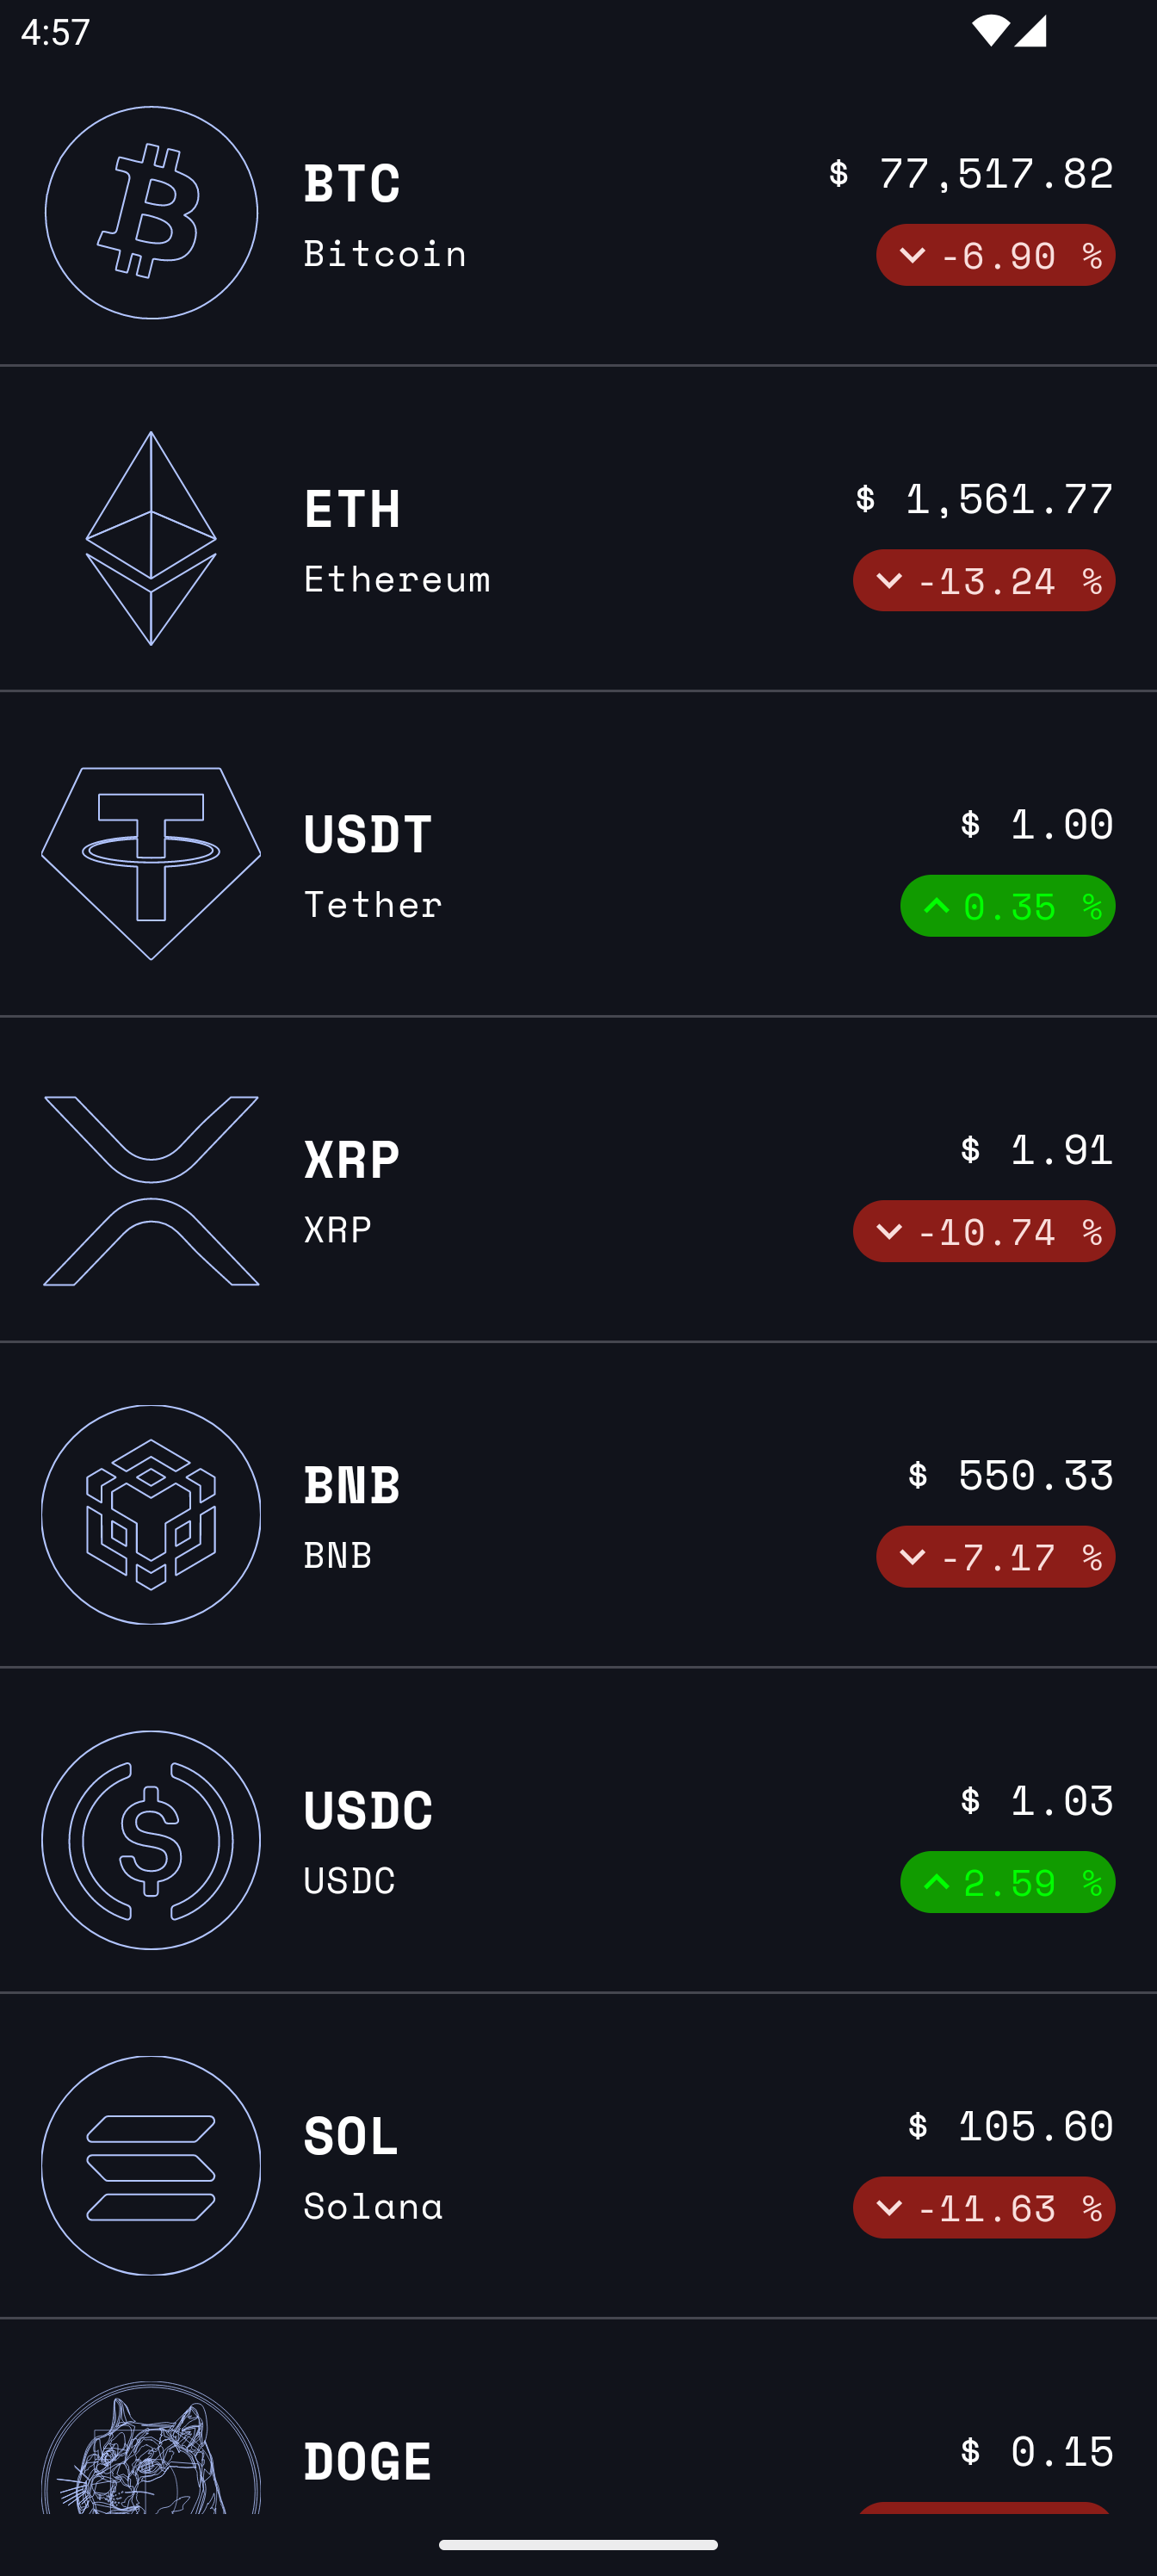 4:57
BTC
$ 77,517.82
Bitcoin
-6.90 %
ETH
$ 1,561.77
Ethereum
-13.24 %
USDT
$ 1.00
Tether
0.35 %
XRP
$ 1.91
XRP
-10.74 %
BNB
$ 550.33
BNB
-7.17 %
USDC
$ 1.03
USDC
2.59 %
SOL
$ 105.60
Solana
-11.63 %
DOGE
$ 0.15